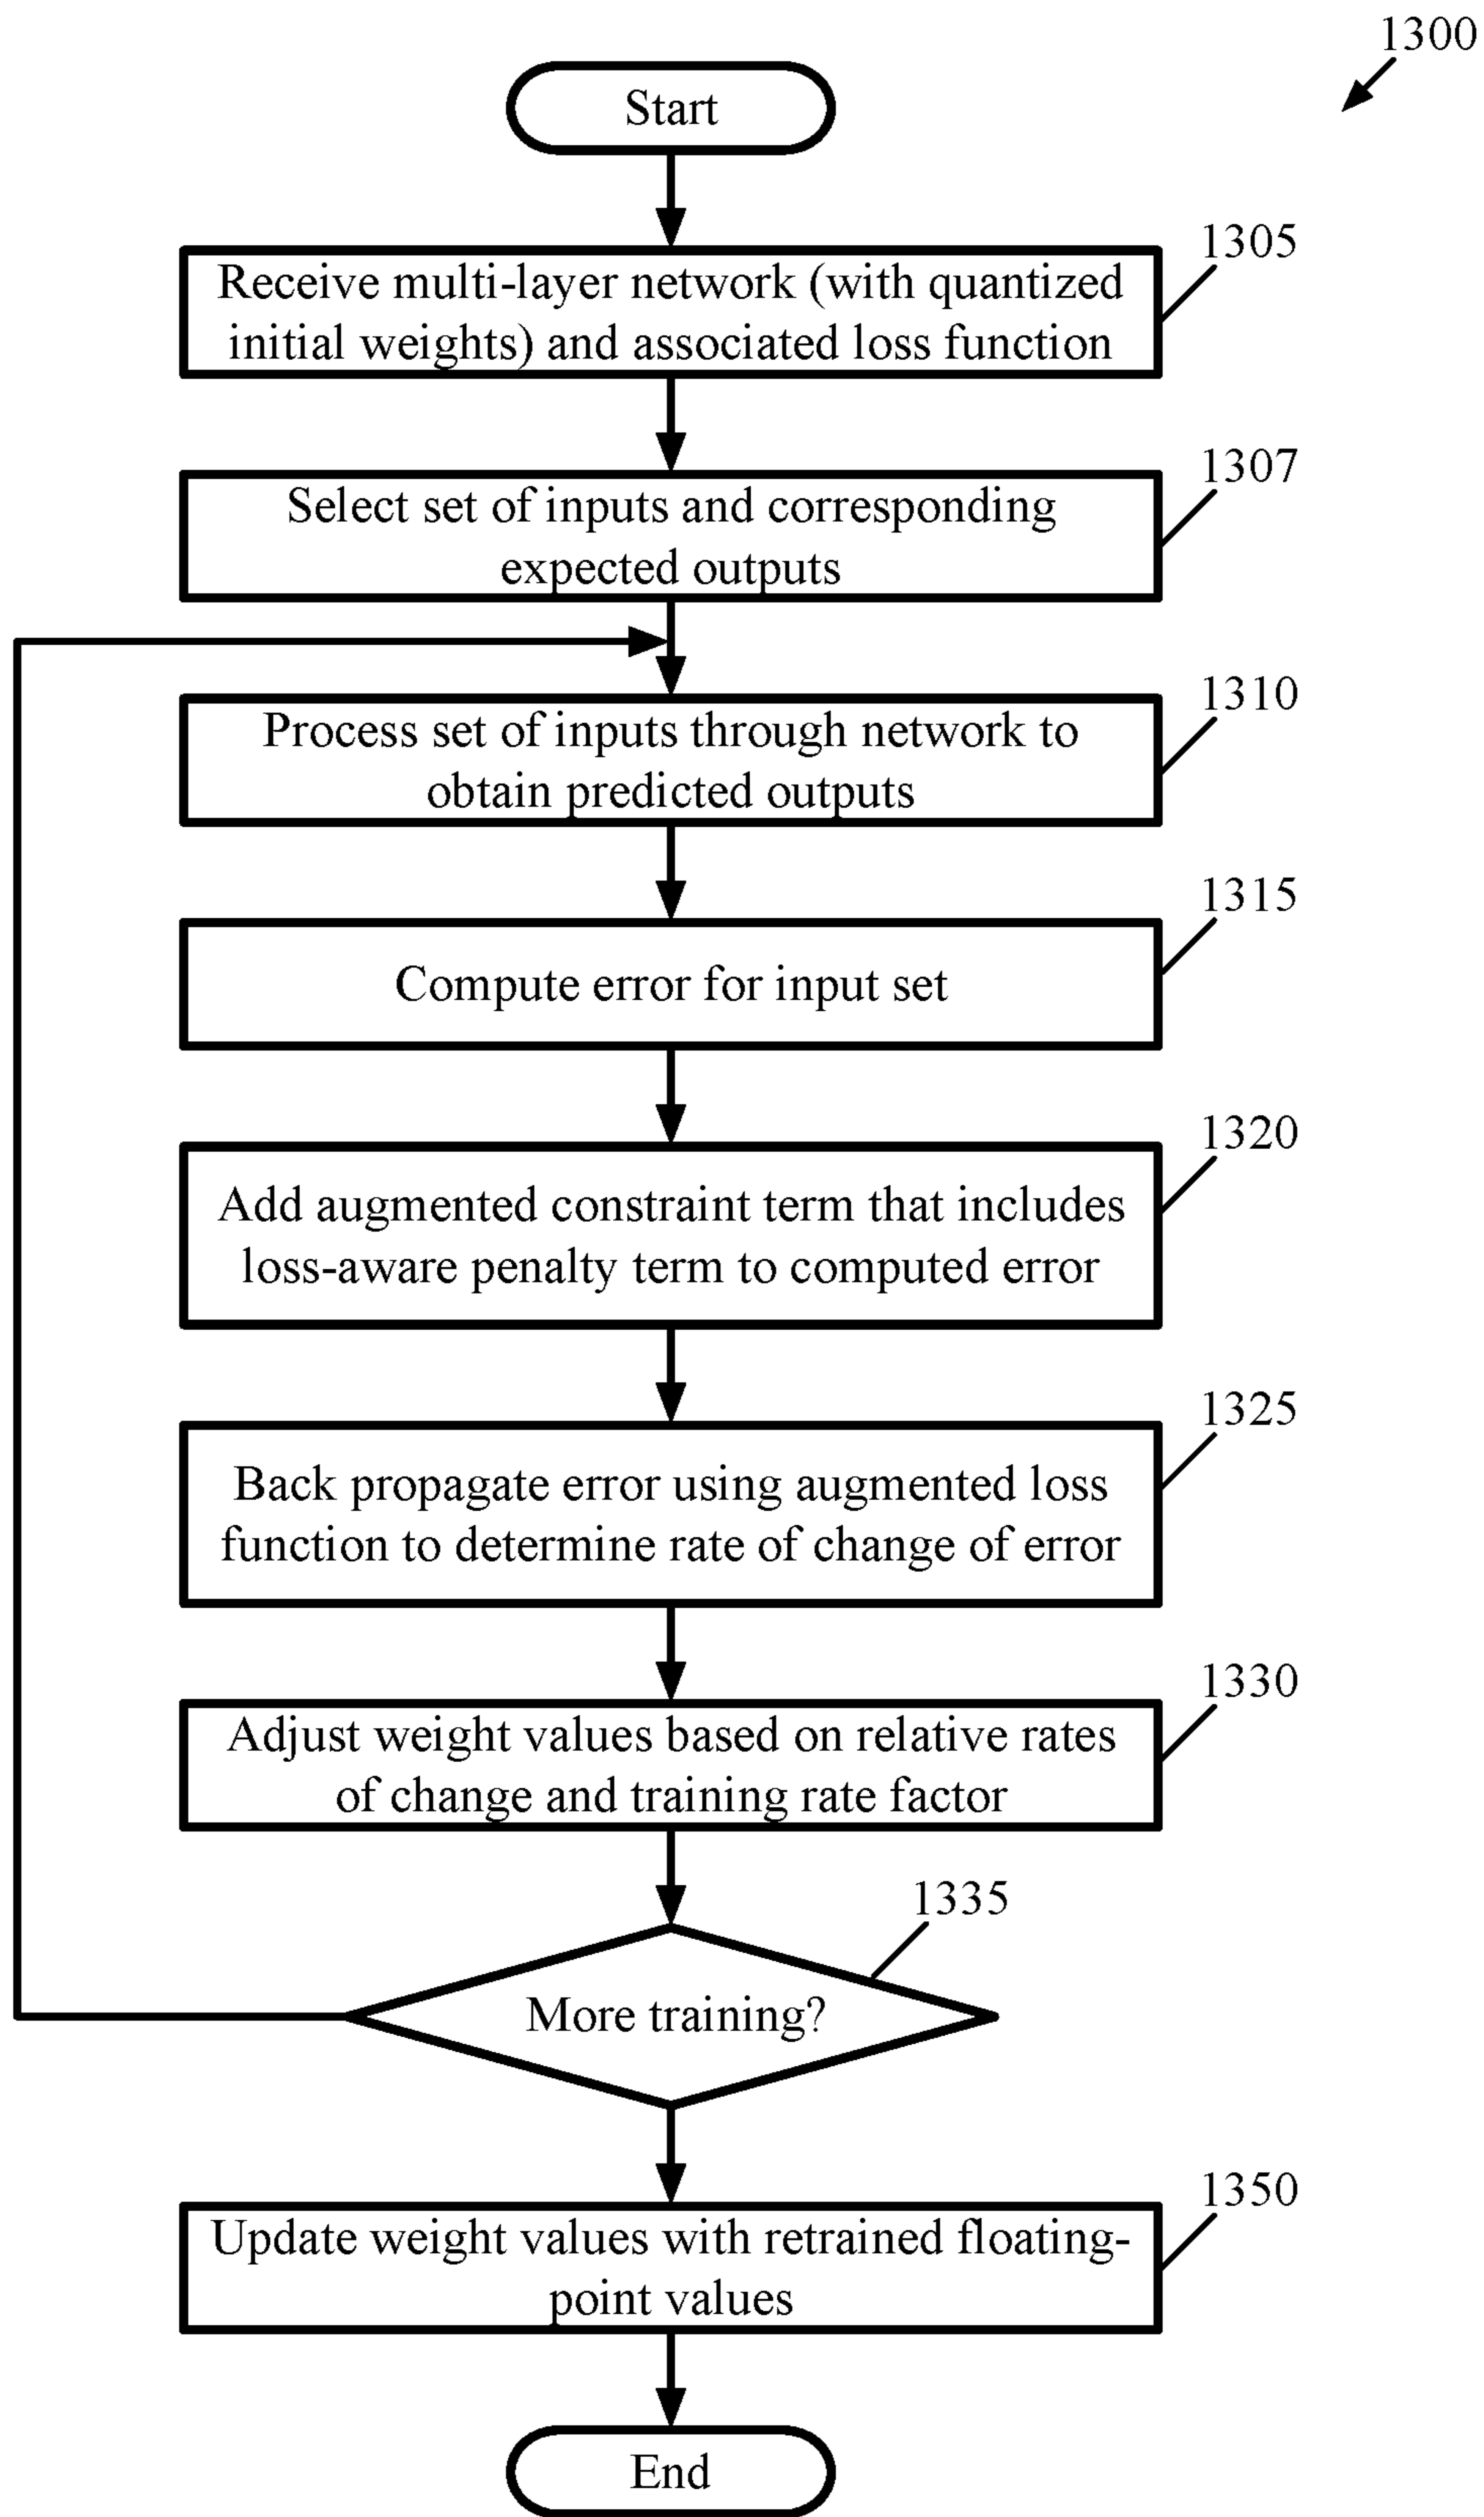 1300
Start
1305
Receive multi-layer network (with quantized
initial weights) and associated loss function
1307
Select set of inputs and corresponding
expected outputs
1310
Process set of inputs through network to
obtain predicted outputs
1315
Compute error for input set
1320
Add augmented constraint term that includes
loss-aware penalty term to computed error
1325
Back propagate error using augmented loss
function to determine rate of change of error
1330
Adjust weight values based on relative rates
of change and training rate factor
1335
More training?
1350
Update weight values with retrained floating-
point values
End